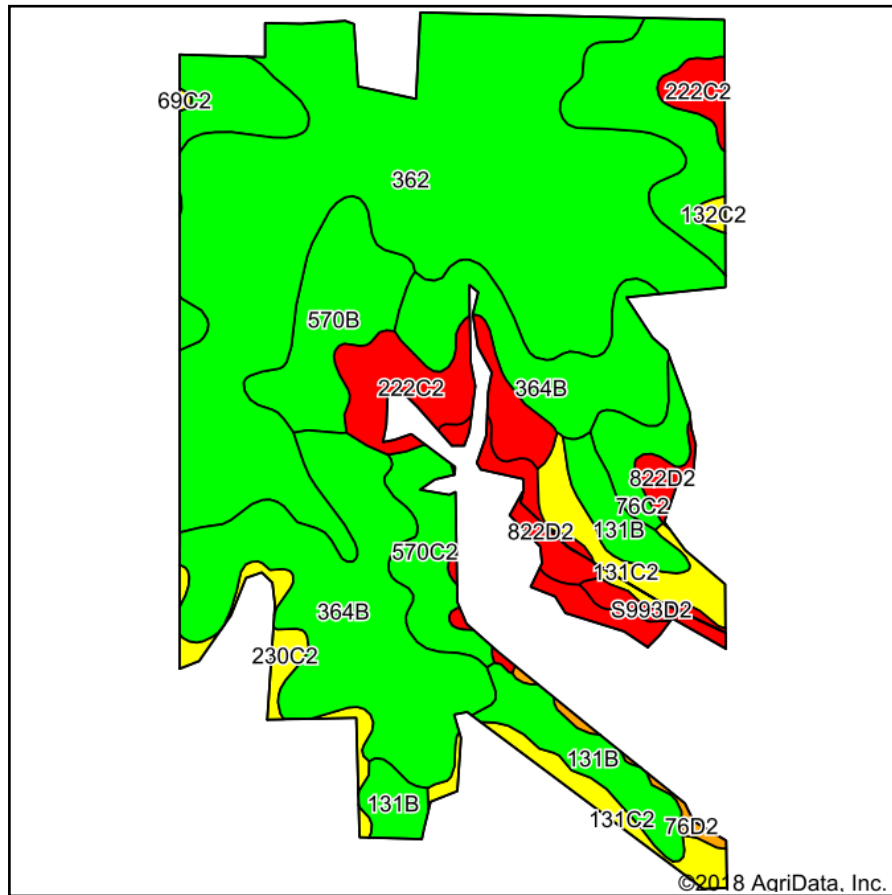 69C2
222C2
362
132C2
570B
222C2
364B
822D2
76C2
822D2
131B
570C2
131C2
364B
S993D2
230C2
131B
131B
131C2
76D2
©2018 AgriData, Inc.